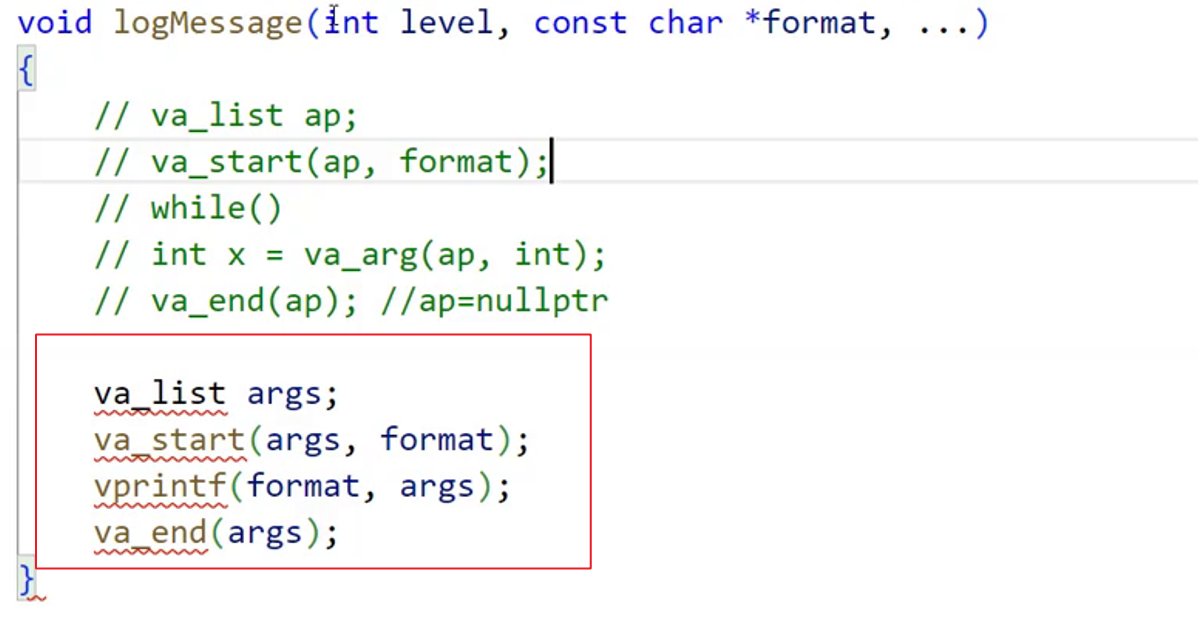 void logMessage(int level, const char *format, ...)
{
    // va_list ap;
    // va_start(ap, format);
    // while()
    // int x = va_arg(ap, int);
    // va_end(ap); //ap=nullptr
    va_list args;
    va_start(args, format);
    vprintf(format, args);
    va_end(args);
}